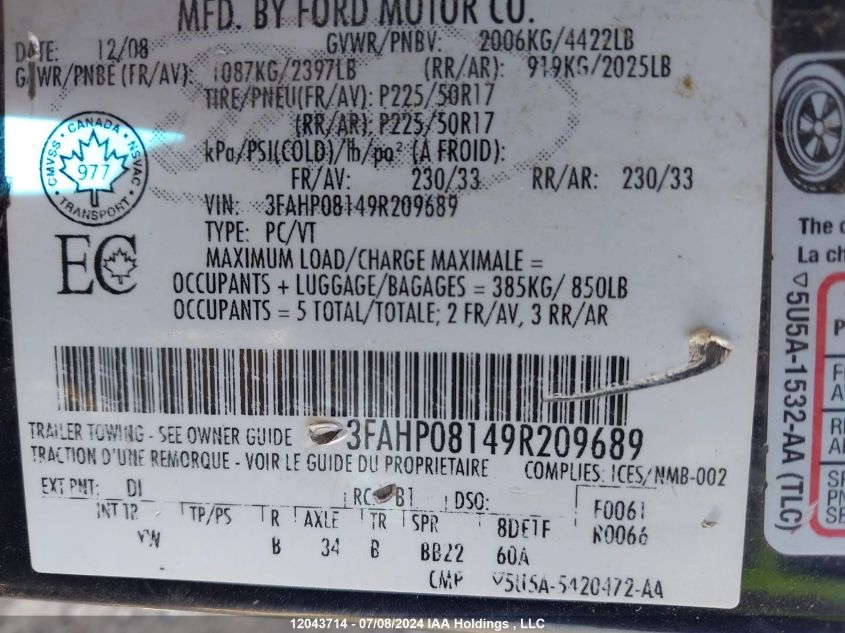 MFD. BY FORD MOTOR CO.
DATE: 12/08 GVWR/PNBV: 2006KG/4422LB
GAWR/PNBE (FR/AV): 1087KG/2397LB (RR/AR): 919KG/2025LB
TIRE/PNEU(FR/AV): P225/50R17
(RR/AR): P225/50R17
kPa/PSI(COLD)/lb/po² (À FROID):
FR/AV: 230/33 RR/AR: 230/33
VIN: 3FAHP08149R209689
TYPE: PC/VT
MAXIMUM LOAD/CHARGE MAXIMALE =
OCCUPANTS + LUGGAGE/BAGAGES = 385KG/ 850LB
OCCUPANTS = 5 TOTAL/TOTALE; 2 FR/AV, 3 RR/AR
CMVSS · CANADA · NSVAC
977
TRANSPORT
EC
3FAHP08149R209689
TRAILER TOWING - SEE OWNER GUIDE
TRACTION D'UNE REMORQUE - VOIR LE GUIDE DU PROPRIETAIRE
COMPLIES: ICES/NMB-002
EXT PNT: DI RC: B1 DSO: F0061
INT TR TP/PS R AXLE TR SPR 8DETF R0066
VW B 34 B BB22 60A
CMP 5U5A-5420472-AA
The
La
5U5A-1532-AA (TLC)
12043714 - 07/08/2024 IAA Holdings, LLC